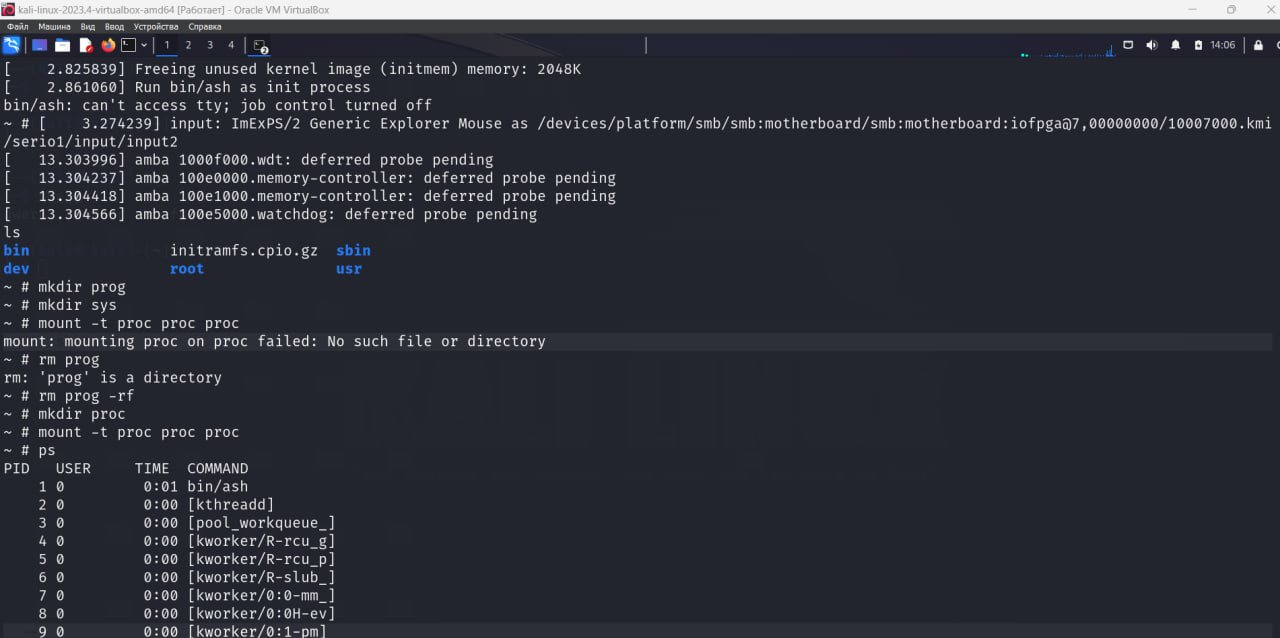 kali-linux-2023.4-virtualbox-amd64 [Работает] - Oracle VM VirtualBox
Файл Машина Вид Ввод Устройства Справка
1 2 3 4 2 14:06
[    2.825839] Freeing unused kernel image (initmem) memory: 2048K
[    2.861060] Run bin/ash as init process
bin/ash: can't access tty; job control turned off
~ # [    3.274239] input: ImExPS/2 Generic Explorer Mouse as /devices/platform/smb/smb:motherboard/smb:motherboard:iofpga@7,00000000/10007000.kmi
/serio1/input/input2
[   13.303996] amba 1000f000.wdt: deferred probe pending
[   13.304237] amba 100e0000.memory-controller: deferred probe pending
[   13.304418] amba 100e1000.memory-controller: deferred probe pending
[   13.304566] amba 100e5000.watchdog: deferred probe pending
ls
bin                initramfs.cpio.gz  sbin
dev                root               usr
~ # mkdir prog
~ # mkdir sys
~ # mount -t proc proc proc
mount: mounting proc on proc failed: No such file or directory
~ # rm prog
rm: 'prog' is a directory
~ # rm prog -rf
~ # mkdir proc
~ # mount -t proc proc proc
~ # ps
PID   USER     TIME  COMMAND
    1 0         0:01 bin/ash
    2 0         0:00 [kthreadd]
    3 0         0:00 [pool_workqueue_]
    4 0         0:00 [kworker/R-rcu_g]
    5 0         0:00 [kworker/R-rcu_p]
    6 0         0:00 [kworker/R-slub_]
    7 0         0:00 [kworker/0:0-mm_]
    8 0         0:00 [kworker/0:0H-ev]
    9 0         0:00 [kworker/0:1-pm]